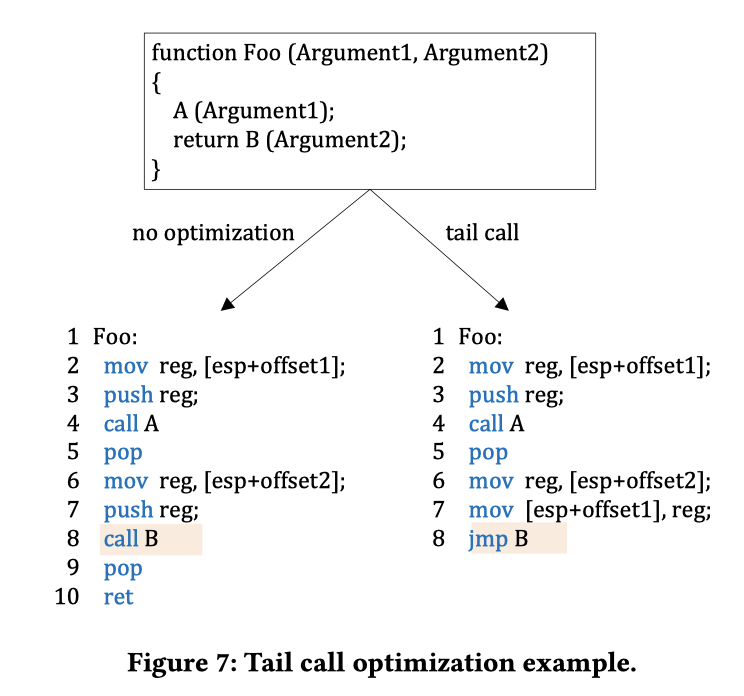 function Foo (Argument1, Argument2)
{
A (Argument1);
return B (Argument2);
}
no optimization
tail call
1 Foo:
2 mov reg, [esp+offset1];
3 push reg;
4 call A
5 pop
6 mov reg, [esp+offset2];
7 push reg;
8 call B
9 pop
10 ret
1 Foo:
2 mov reg, [esp+offset1];
3 push reg;
4 call A
5 pop
6 mov reg, [esp+offset2];
7 mov [esp+offset1], reg;
8 jmp B
Figure 7: Tail call optimization example.